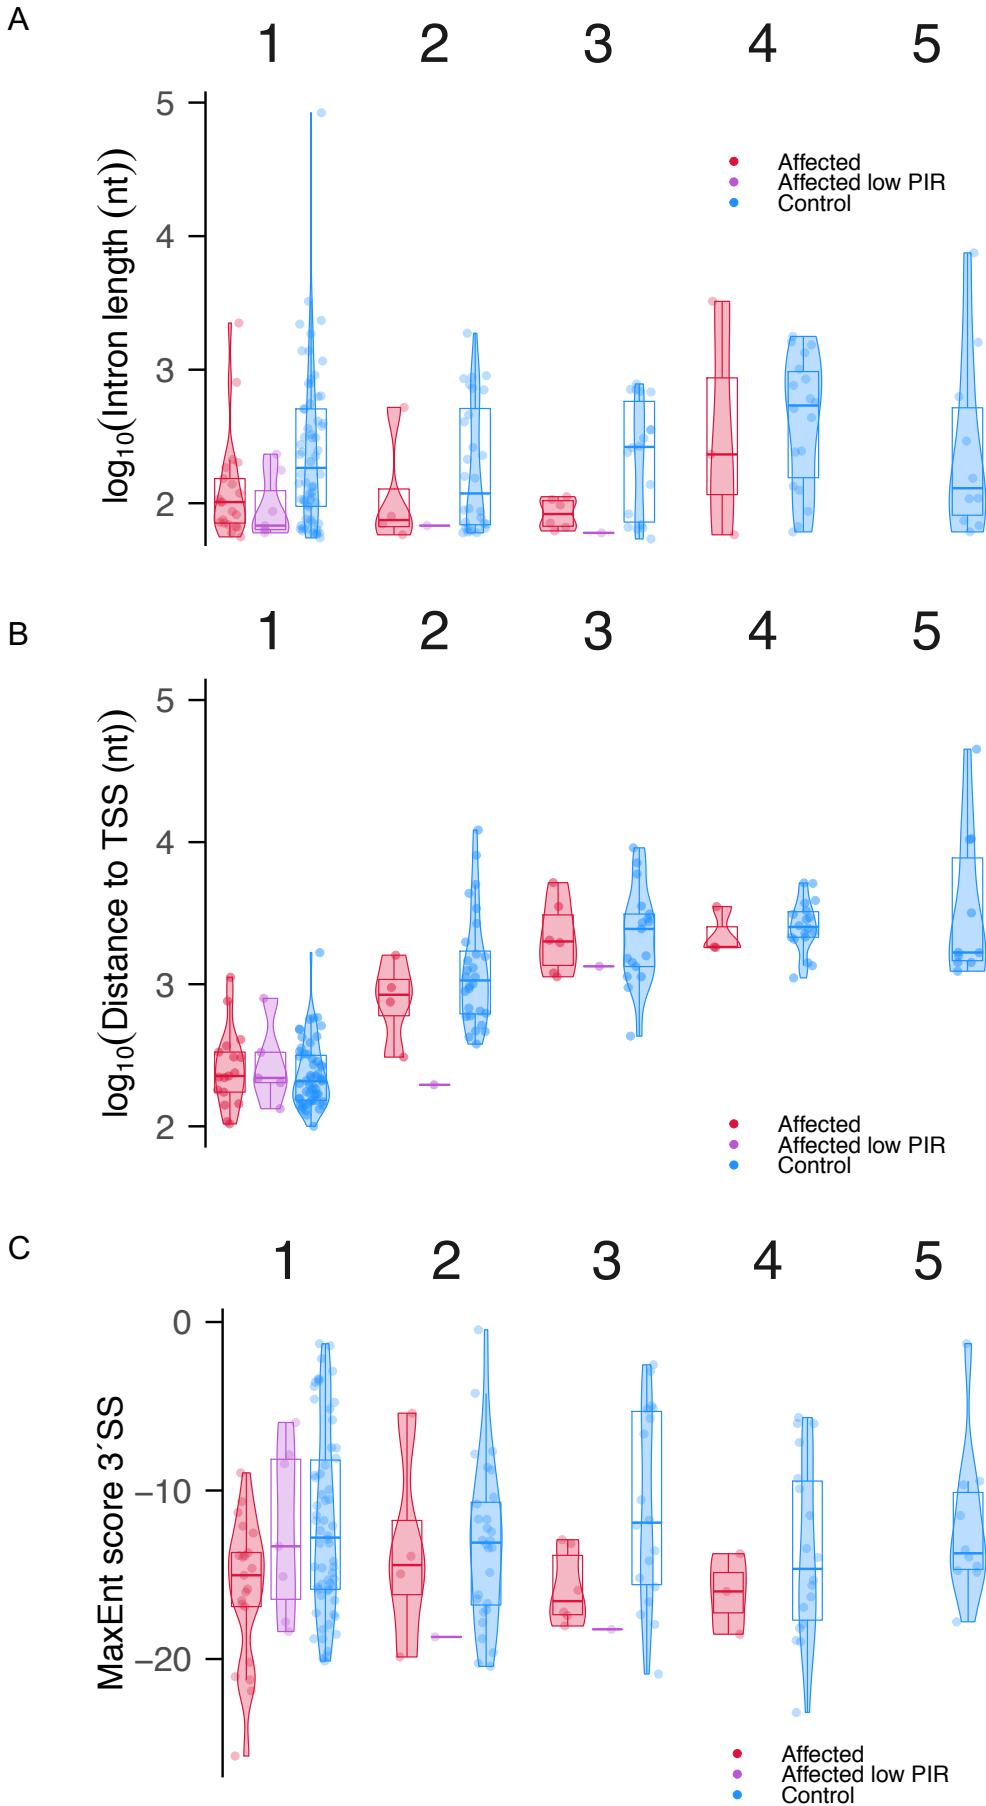 A
1 2 3 4 5
5
4
3
2
log10(Intron length (nt))
Affected
Affected low PIR
Control
B
1 2 3 4 5
5
4
3
2
log10(Distance to TSS (nt))
Affected
Affected low PIR
Control
C
1 2 3 4 5
0
−10
−20
MaxEnt score 3´SS
Affected
Affected low PIR
Control